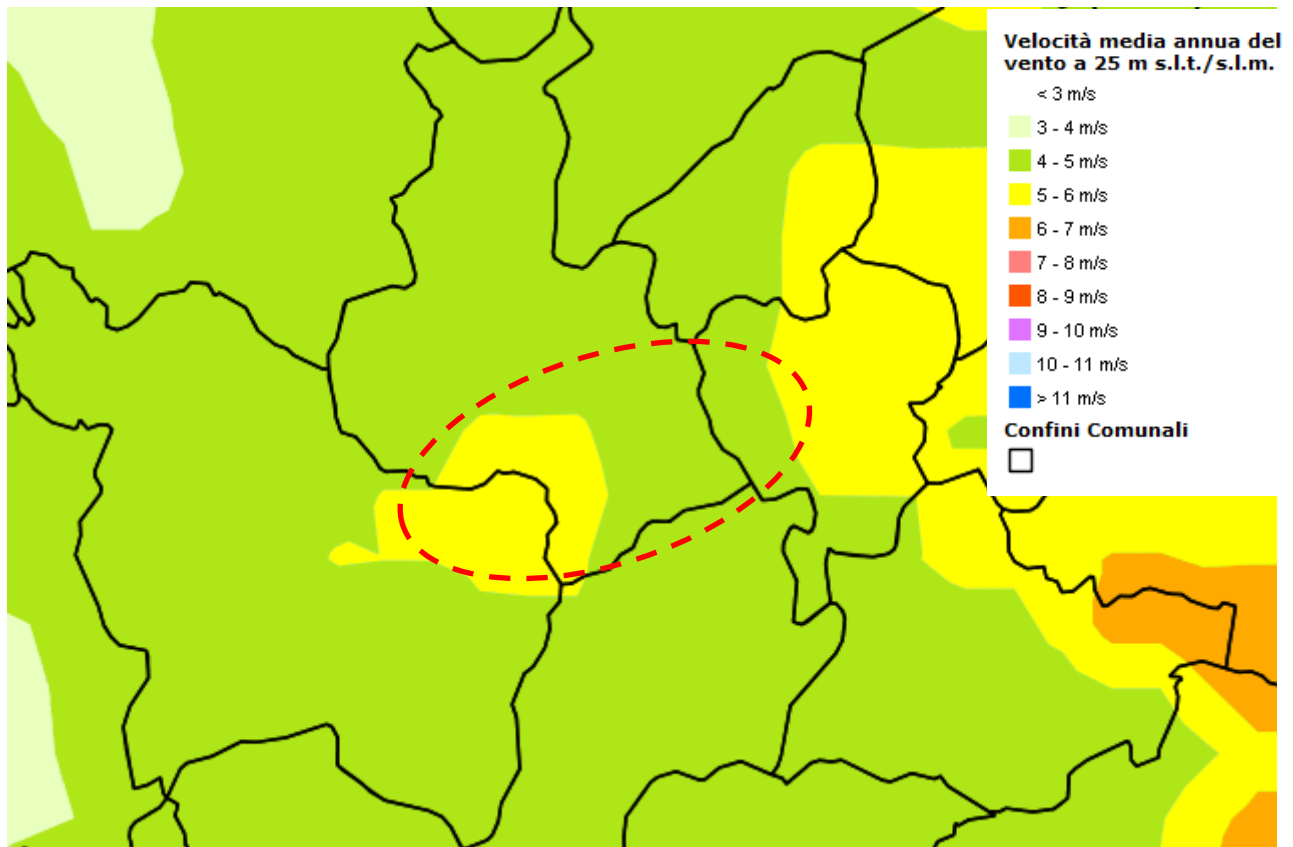 Velocità media annua del
vento a 25 m s.l.t./s.l.m.
< 3 m/s
3 - 4 m/s
4 - 5 m/s
5 - 6 m/s
6 - 7 m/s
7 - 8 m/s
8 - 9 m/s
9 - 10 m/s
10 - 11 m/s
> 11 m/s
Confini Comunali